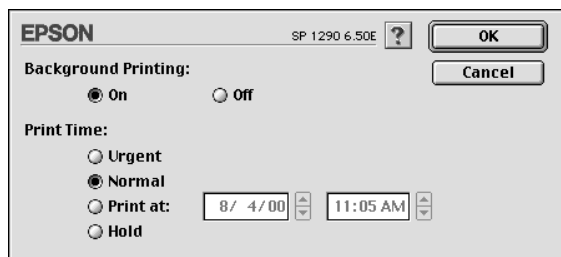 EPSON SP 1290 6.50E ? OK
Background Printing: Cancel
On Off
Print Time:
Urgent
Normal
Print at: 8/ 4/00 11:05 AM
Hold